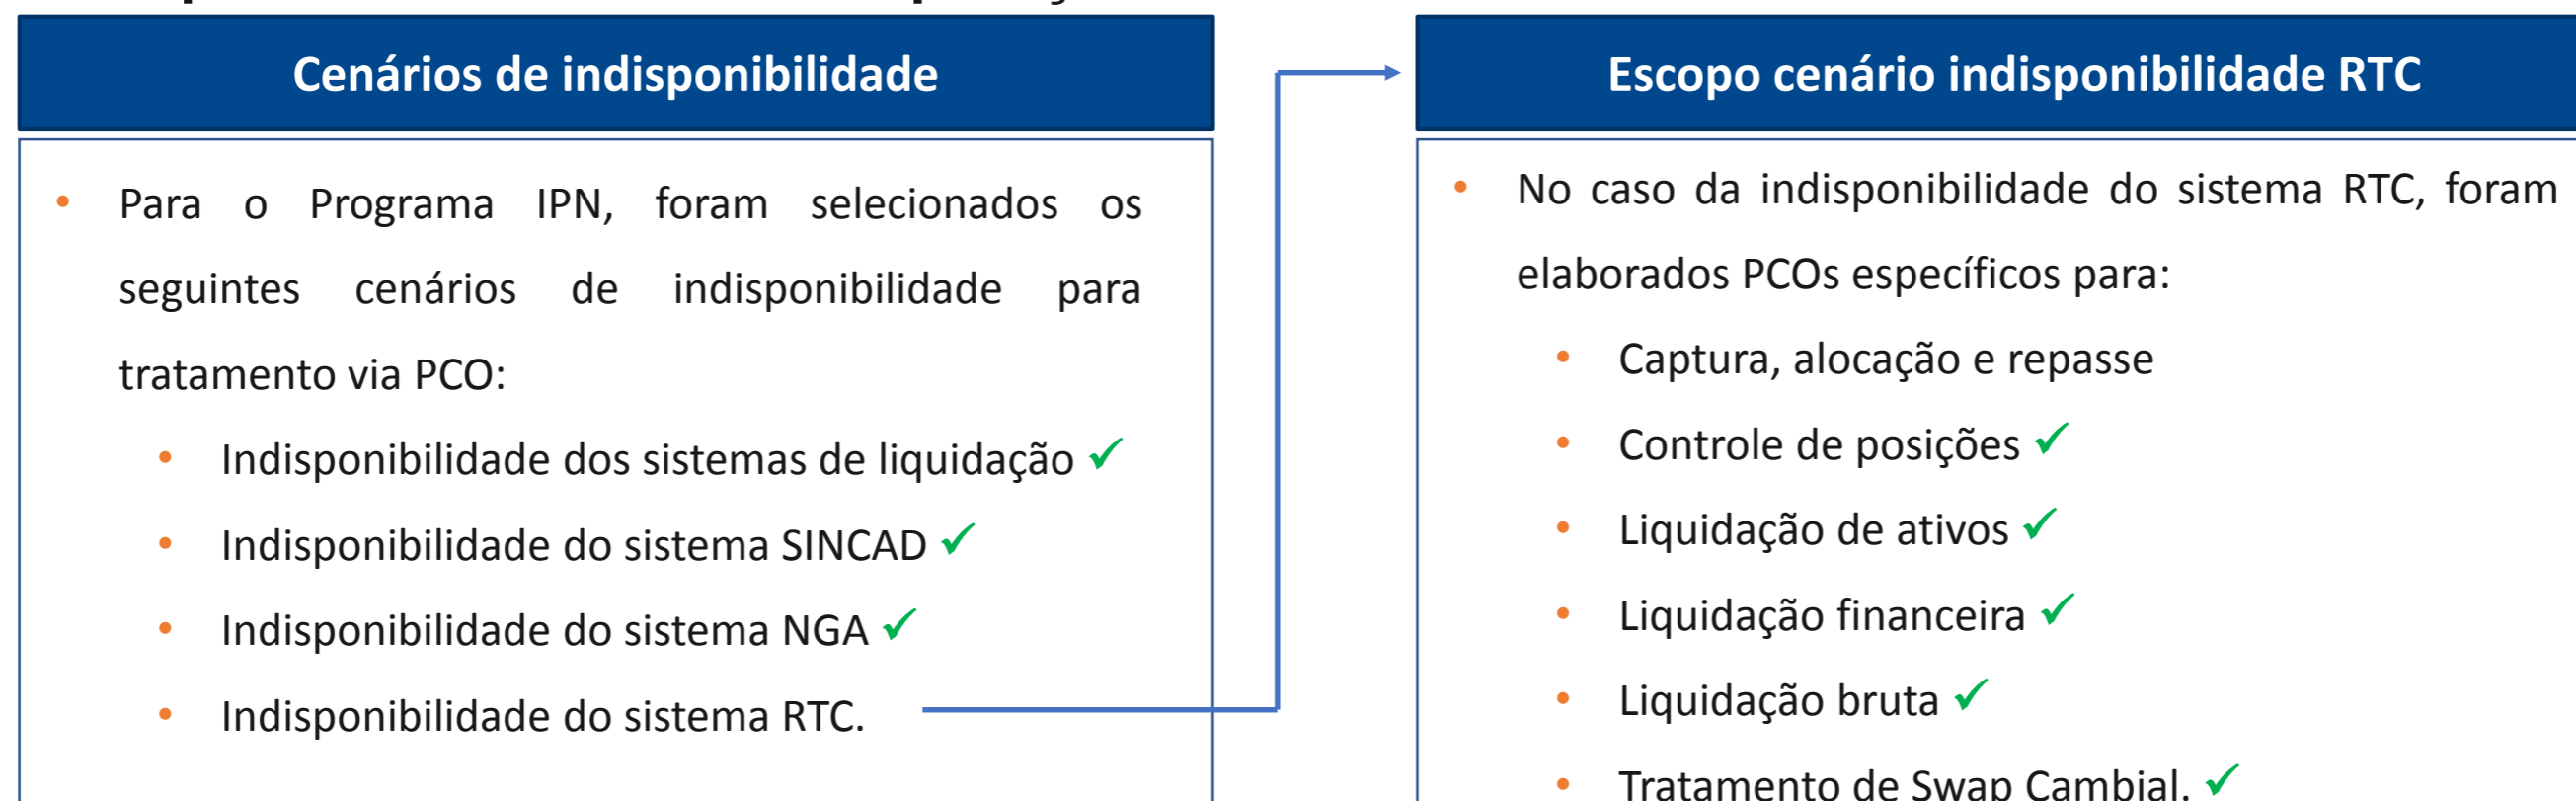 Cenários de indisponibilidade
Para o Programa IPN, foram selecionados os
seguintes cenários de indisponibilidade para
tratamento via PCO:
Indisponibilidade dos sistemas de liquidação ✓
Indisponibilidade do sistema SINCAD ✓
Indisponibilidade do sistema NGA ✓
Indisponibilidade do sistema RTC.
Escopo cenário indisponibilidade RTC
No caso da indisponibilidade do sistema RTC, foram
elaborados PCOs específicos para:
Captura, alocação e repasse
Controle de posições ✓
Liquidação de ativos ✓
Liquidação financeira ✓
Liquidação bruta ✓
Tratamento de Swap Cambial. ✓